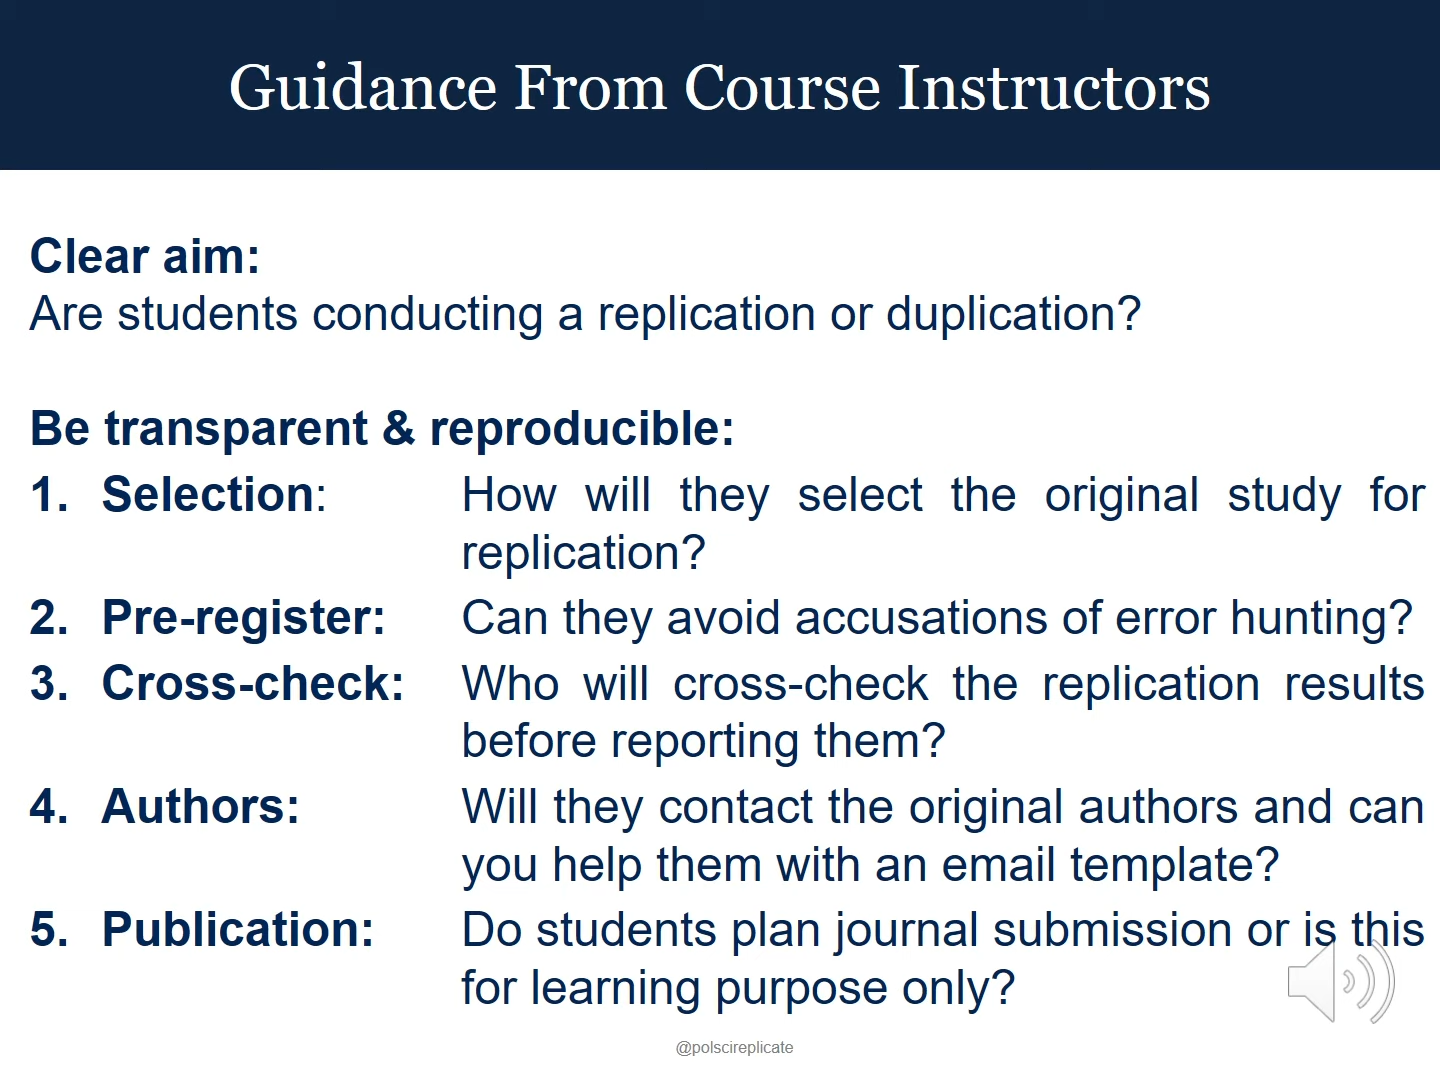 Guidance From Course Instructors
Clear aim:
Are students conducting a replication or duplication?
Be transparent & reproducible:
1. Selection: How will they select the original study for
replication?
2. Pre-register: Can they avoid accusations of error hunting?
3. Cross-check: Who will cross-check the replication results
before reporting them?
4. Authors: Will they contact the original authors and can
you help them with an email template?
5. Publication: Do students plan journal submission or is this
for learning purpose only?
@polscireplicate